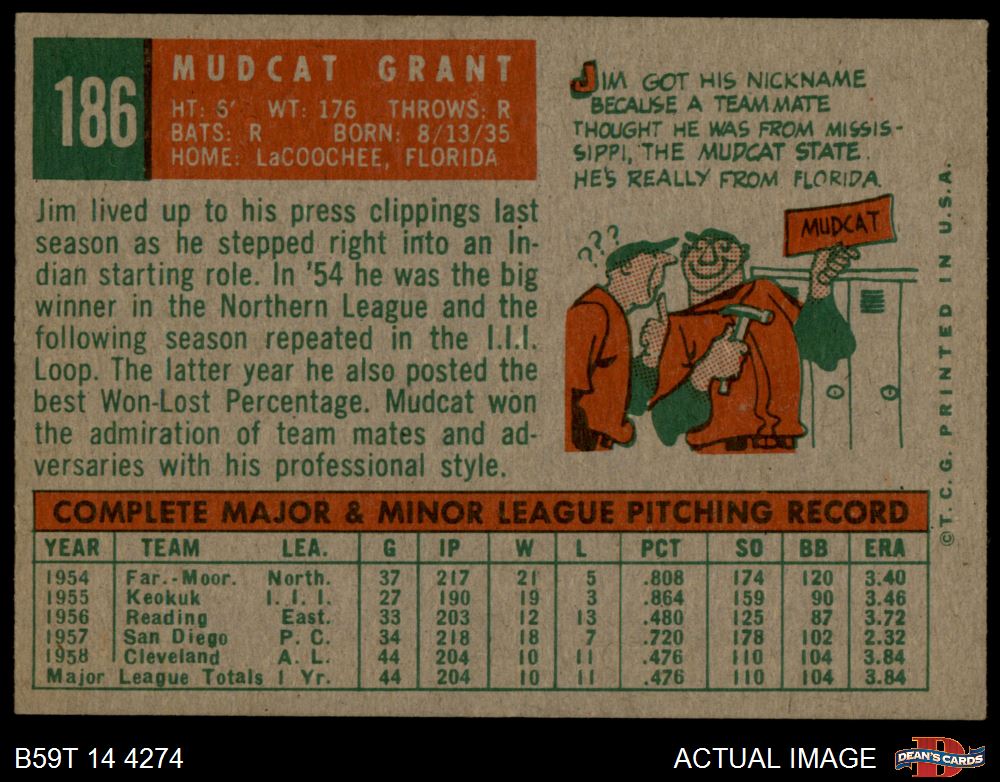 186
MUDCAT GRANT
HT: 6' WT: 176 THROWS: R
BATS: R BORN: 8/13/35
HOME: LaCOOCHEE, FLORIDA
Jim lived up to his press clippings last
season as he stepped right into an In-
dian starting role. In '54 he was the big
winner in the Northern League and the
following season repeated in the I.I.I.
Loop. The latter year he also posted the
best Won-Lost Percentage. Mudcat won
the admiration of team mates and ad-
versaries with his professional style.
JIM GOT HIS NICKNAME
BECAUSE A TEAMMATE
THOUGHT HE WAS FROM MISSIS-
SIPPI, THE MUDCAT STATE.
HE'S REALLY FROM FLORIDA.
???
MUDCAT
©T. C. G. PRINTED IN U.S.A.
COMPLETE MAJOR & MINOR LEAGUE PITCHING RECORD
YEAR TEAM LEA. G IP W L PCT SO BB ERA
1954 Far.-Moor. North. 37 217 21 5 .808 174 120 3.40
1955 Keokuk I. I. I. 27 190 19 3 .864 159 90 3.46
1956 Reading East. 33 203 12 13 .480 125 87 3.72
1957 San Diego P. C. 34 218 18 7 .720 178 102 2.32
1958 Cleveland A. L. 44 204 10 11 .476 110 104 3.84
Major League Totals 1 Yr. 44 204 10 11 .476 110 104 3.84
B59T 14 4274
ACTUAL IMAGE
D
DEAN'S CARDS